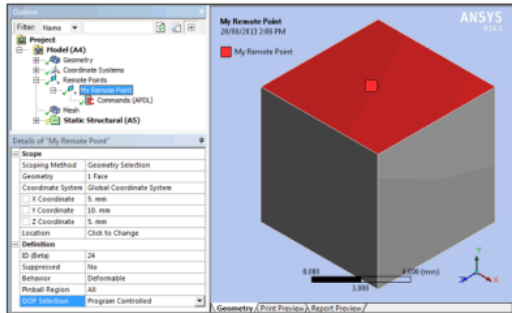 Outline
Filter: Name
Project
Model (A4)
Geometry
Coordinate Systems
Remote Points
My Remote Point
Commands (APDL)
Mesh
Static Structural (A5)
Details of "My Remote Point"
Scope
Scoping Method Geometry Selection
Geometry 1 Face
Coordinate System Global Coordinate System
X Coordinate 5. mm
Y Coordinate 10. mm
Z Coordinate 5. mm
Location Click to Change
Definition
ID (Beta) 24
Suppressed No
Behavior Deformable
Pinball Region All
DOF Selection Program Controlled
My Remote Point
20/08/2013 2:09 PM
My Remote Point
ANSYS
R14.5
0.000 6.000 (mm)
3.000
Y
X
Z
Geometry Print Preview Report Preview